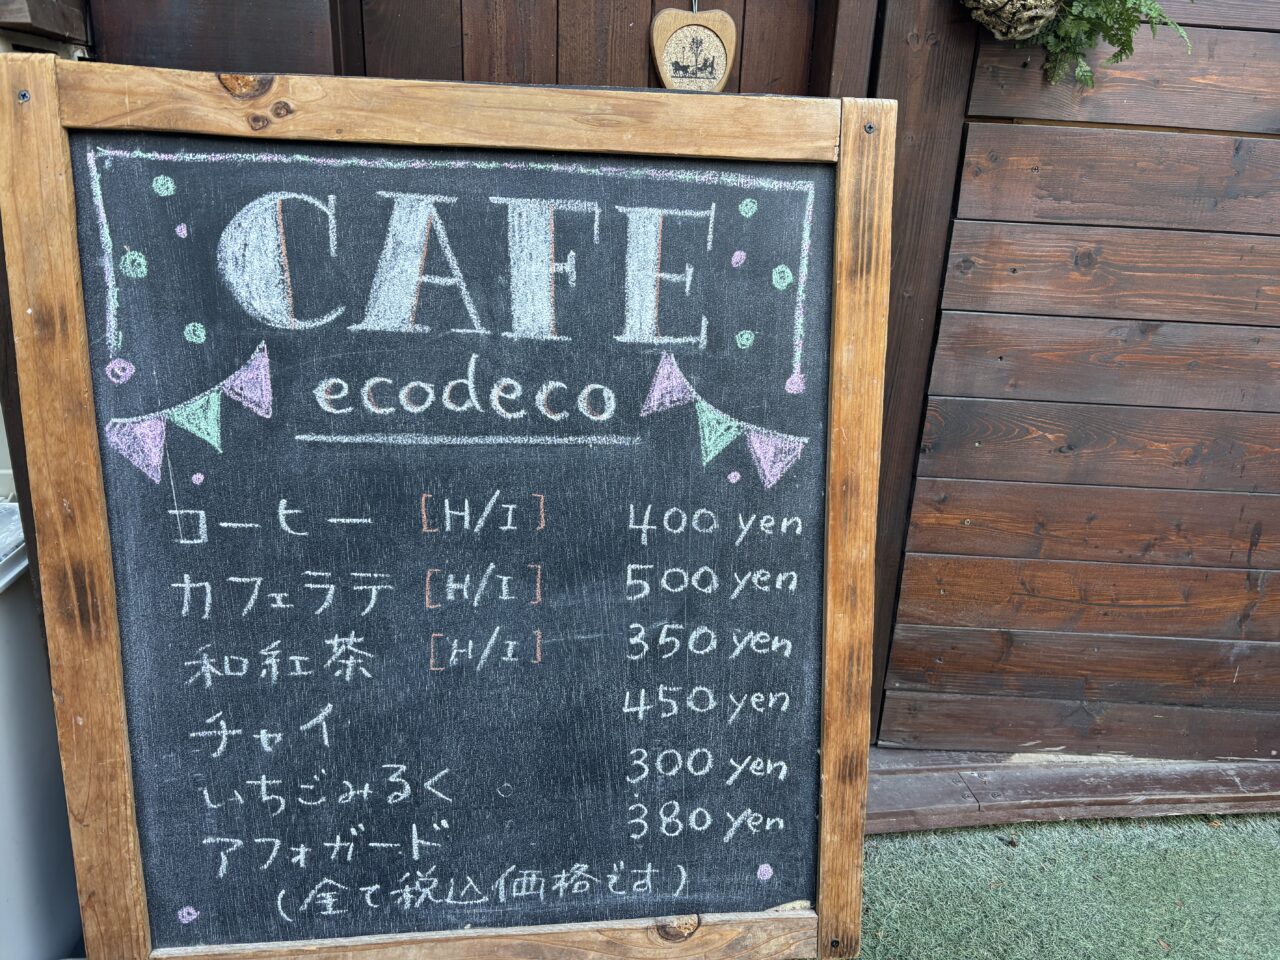 CAFE
ecodeco
コーヒー [H/I] 400 yen
カフェラテ [H/I] 500 yen
和紅茶 [H/I] 350 yen
チャイ 450 yen
いちごみるく 300 yen
アフォガード 380 yen
(全て税込価格です)